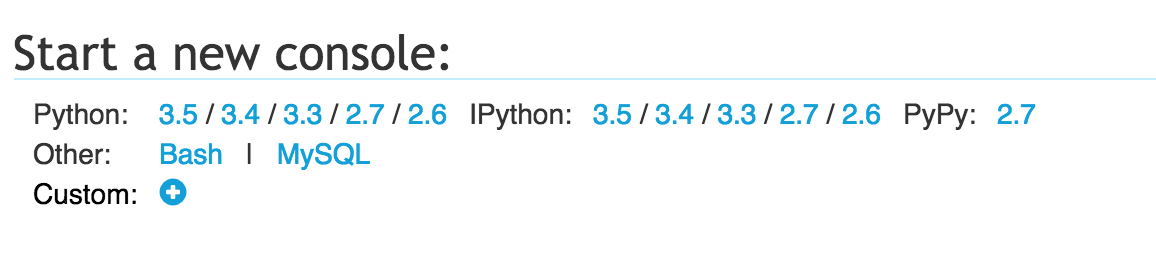 Start a new console:
Python: 3.5 / 3.4 / 3.3 / 2.7 / 2.6 IPython: 3.5 / 3.4 / 3.3 / 2.7 / 2.6 PyPy: 2.7
Other: Bash | MySQL
Custom: